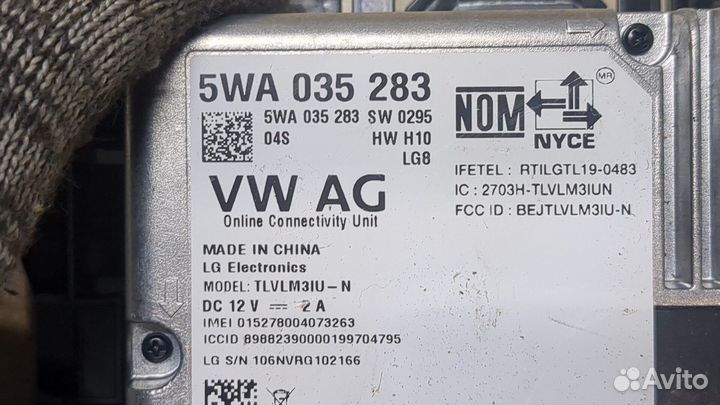 5WA 035 283
5WA 035 283 SW 0295
04S HW H10
LG8
VW AG
Online Connectivity Unit
NOM
MR
NYCE
IFETEL : RTILGTL19-0483
IC : 2703H-TLVLM3IUN
FCC ID : BEJTLVLM3IU-N
MADE IN CHINA
LG Electronics
MODEL: TLVLM3IU-N
DC 12 V ⎓ 2 A
IMEI 015278004073263
ICCID 89882390000199704795
LG S/N 106NVRG102166
Avito